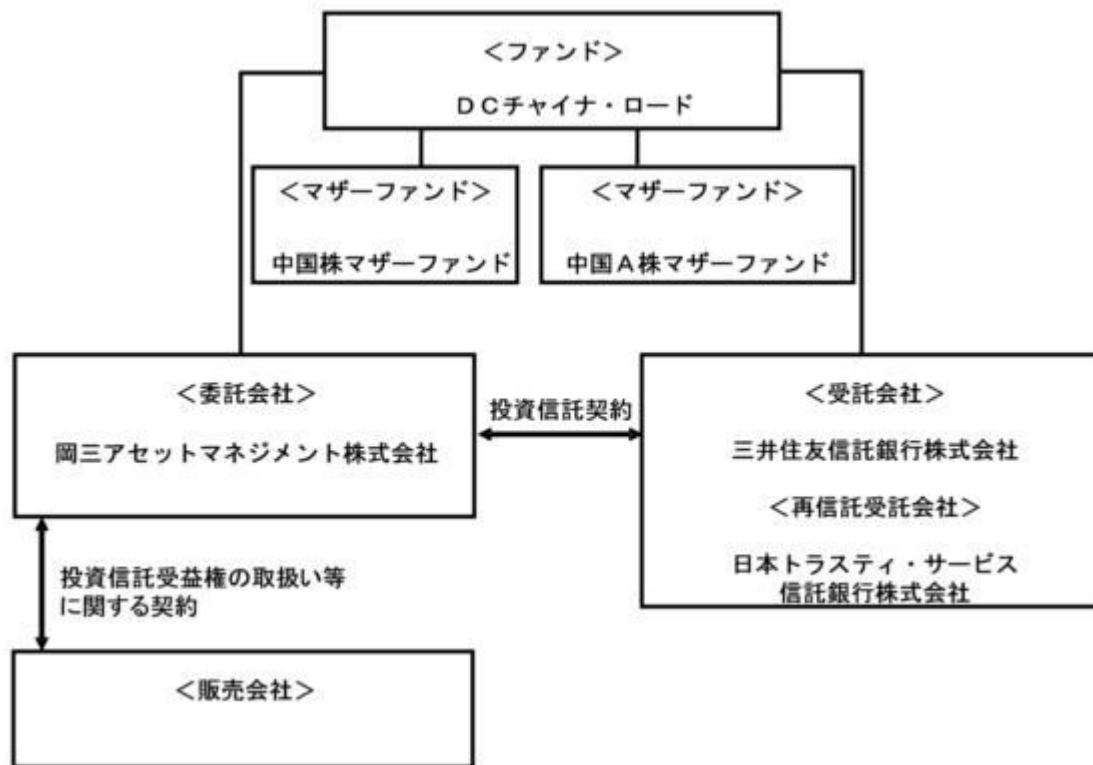 ＜ファンド＞
ＤＣチャイナ・ロード
＜マザーファンド＞
中国株マザーファンド
＜マザーファンド＞
中国Ａ株マザーファンド
＜委託会社＞
岡三アセットマネジメント株式会社
投資信託契約
＜受託会社＞
三井住友信託銀行株式会社
＜再信託受託会社＞
日本トラスティ・サービス
信託銀行株式会社
投資信託受益権の取扱い等
に関する契約
＜販売会社＞